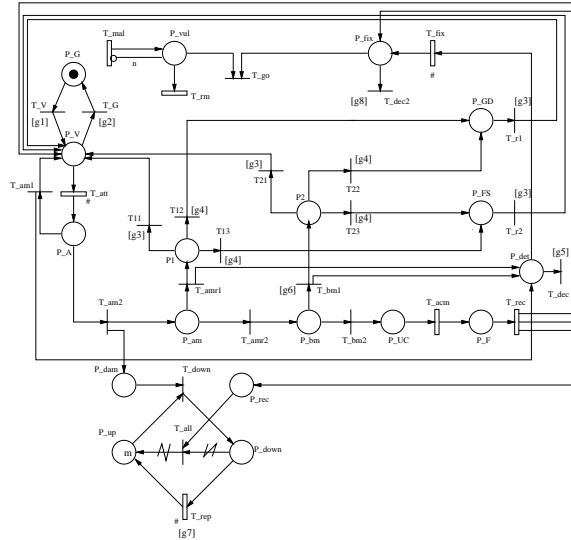 T_mal
P_vul
P_fix
T_fix
P_G
n
#
T_go
T_rm
[g8]
T_dec2
P_GD
[g3]
T_V
T_G
[g1]
[g2]
T_r1
P_V
[g3]
[g4]
T21
T22
T_am1
T_att
#
P2
P_FS
[g3]
T11
T12
[g4]
[g4]
P_A
[g3]
T13
T23
T_r2
P1
[g4]
P_det
[g5]
T_dec
T_amr1
[g6]
T_bm1
T_am2
T_acm
T_rec
P_am
T_amr2
P_bm
T_bm2
P_UC
P_F
P_dam
T_down
P_rec
P_up
T_all
P_down
m
#
T_rep
[g7]